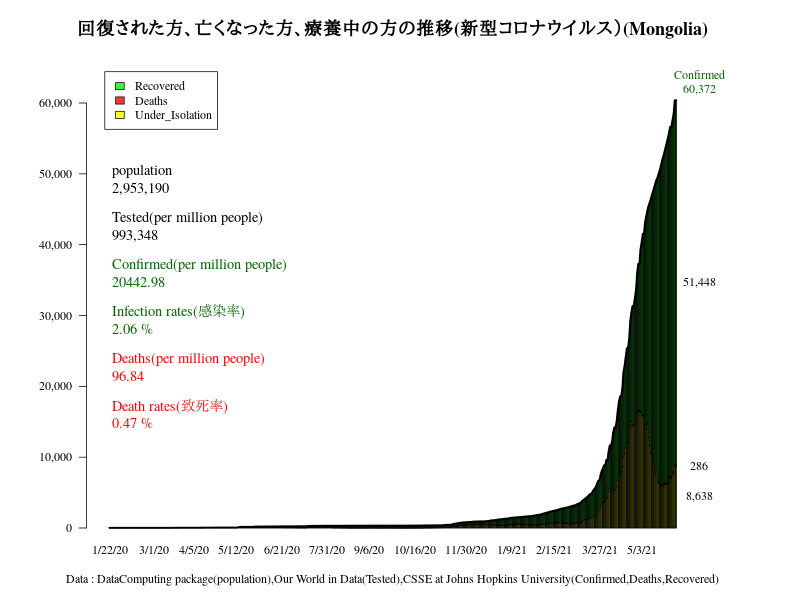 回復された方、亡くなった方、療養中の方の推移(新型コロナウイルス）(Mongolia)
Confirmed
60,372
Recovered
Deaths
Under_Isolation
60,000
50,000
40,000
30,000
20,000
10,000
0
population
2,953,190
Tested(per million people)
993,348
Confirmed(per million people)
20442.98
Infection rates(感染率)
2.06 %
Deaths(per million people)
96.84
Death rates(致死率)
0.47 %
51,448
286
8,638
1/22/20 3/1/20 4/5/20 5/12/20 6/21/20 7/31/20 9/6/20 10/16/20 11/30/20 1/9/21 2/15/21 3/27/21 5/3/21
Data : DataComputing package(population),Our World in Data(Tested),CSSE at Johns Hopkins University(Confirmed,Deaths,Recovered)